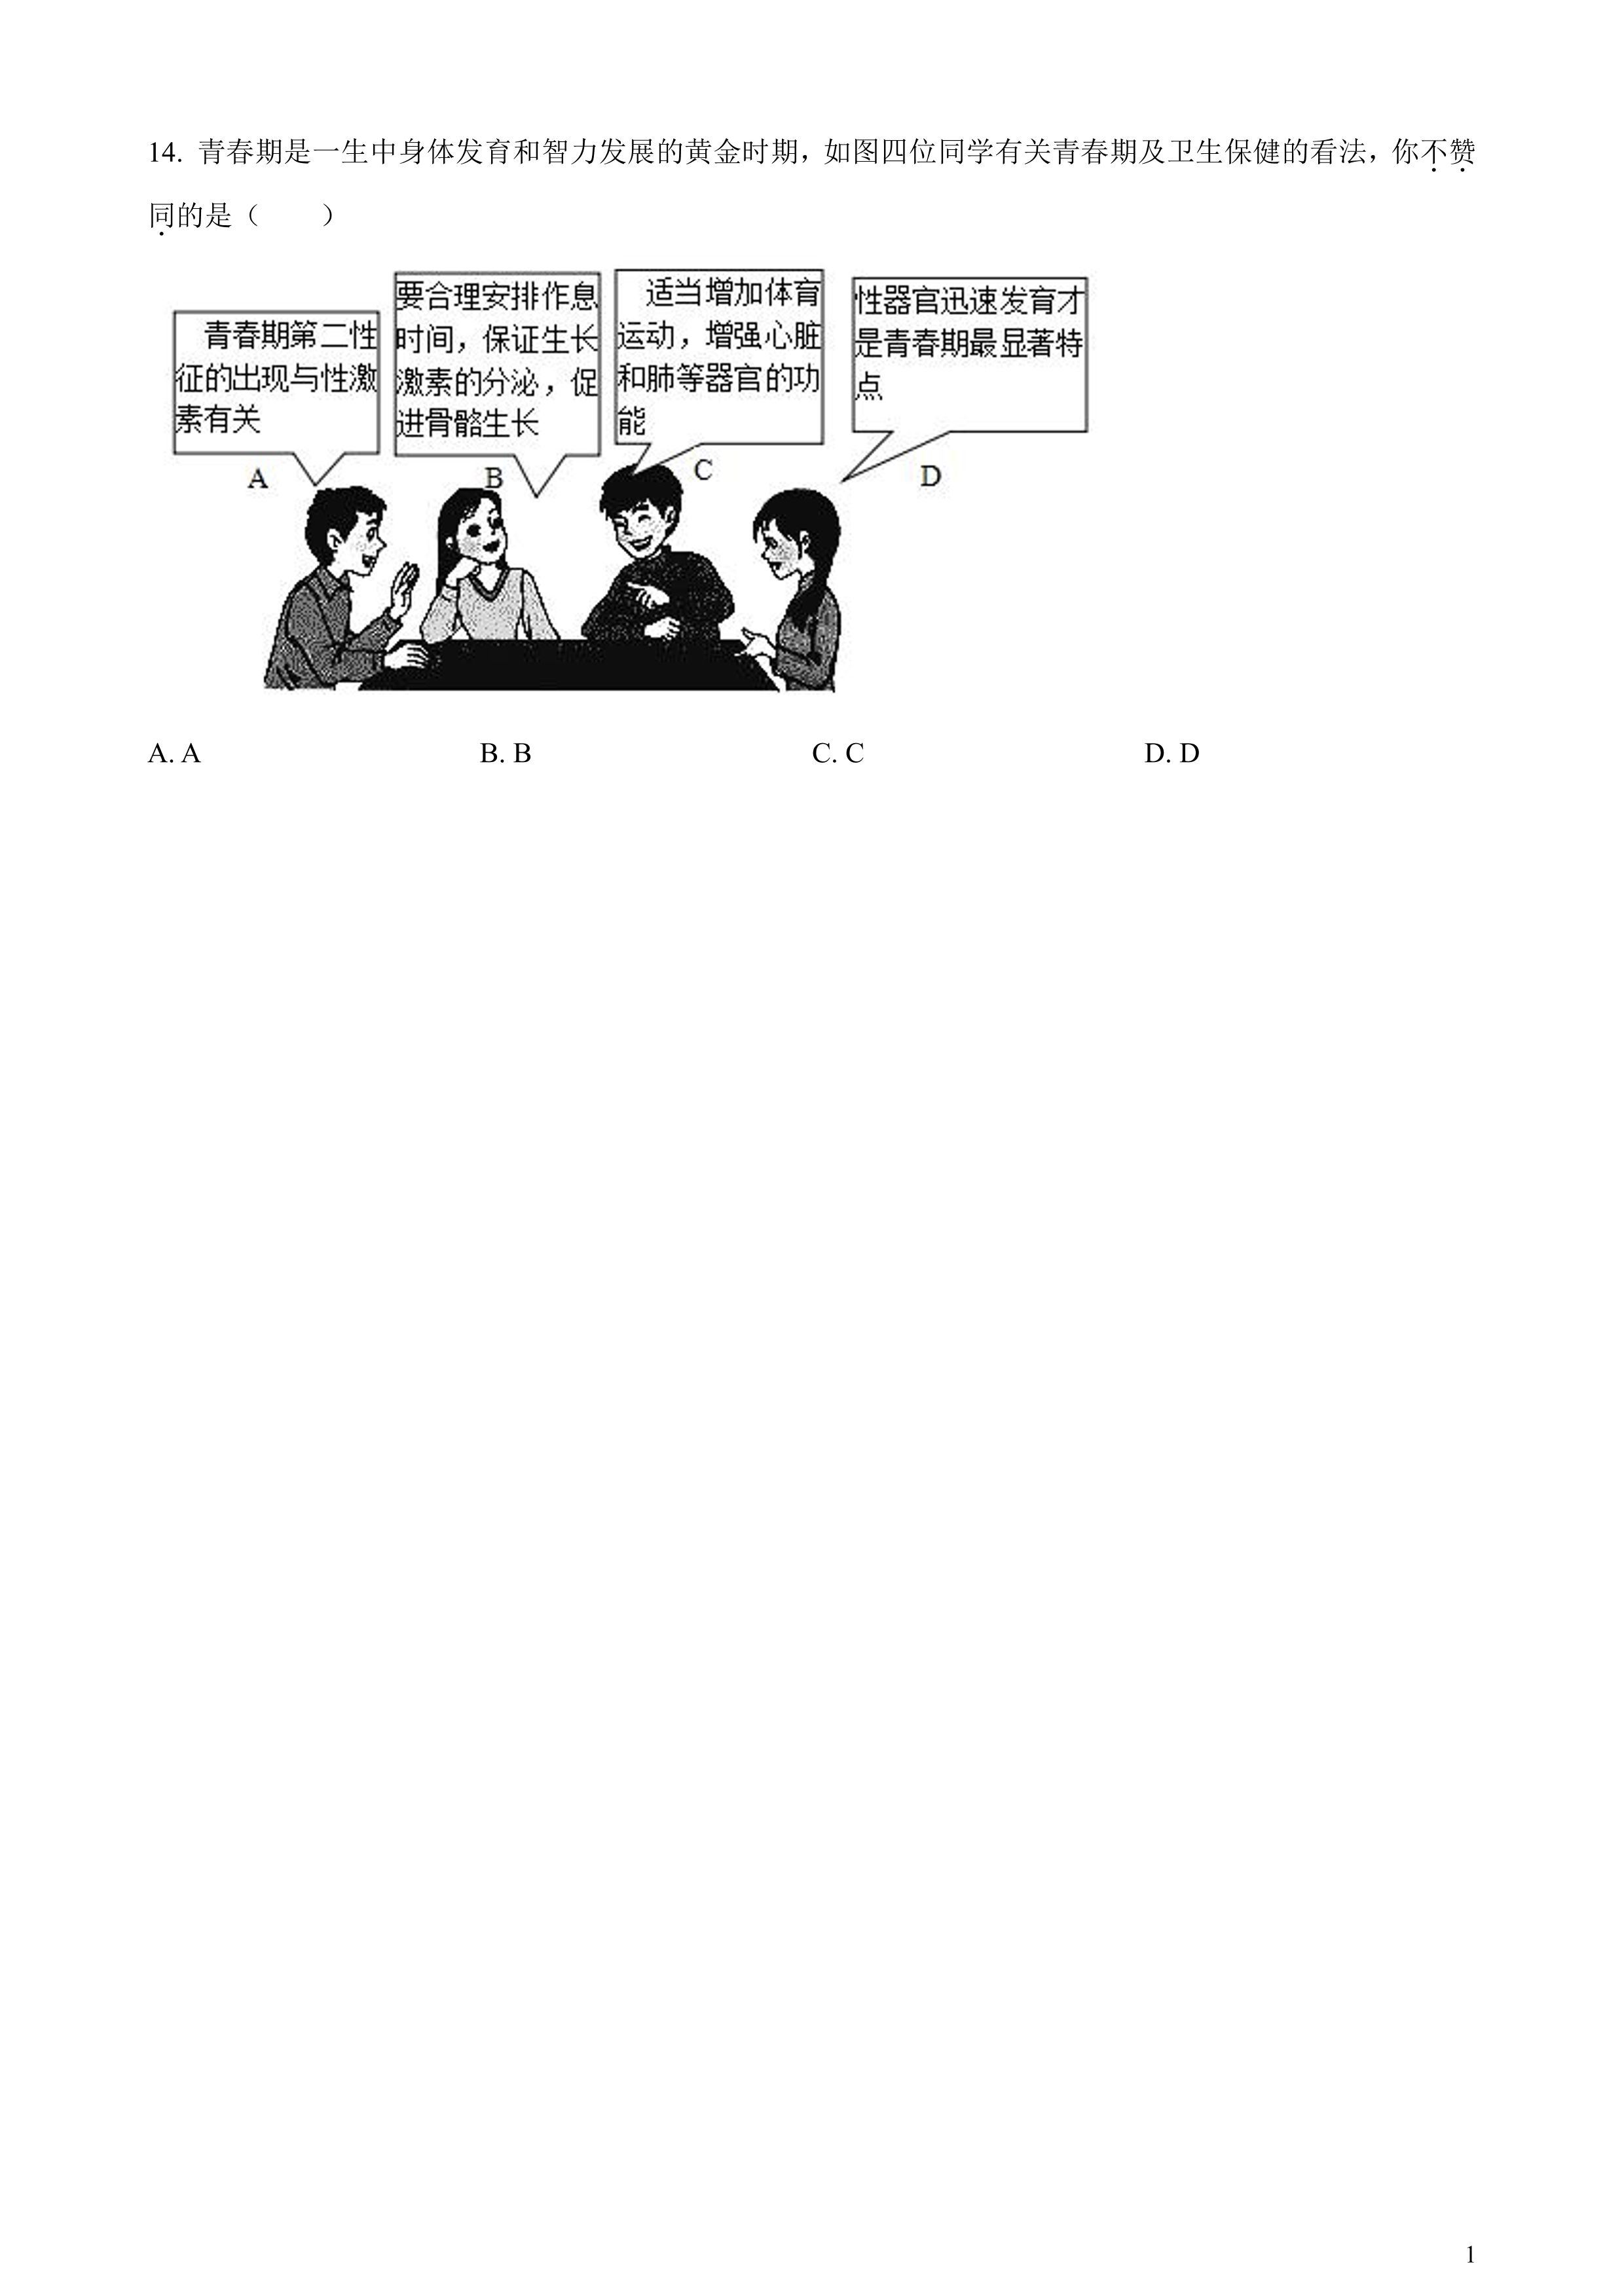 14. 青春期是一生中身体发育和智力发展的黄金时期，如图四位同学有关青春期及卫生保健的看法，你不赞
同的是（　　）
青春期第二性
征的出现与性激
素有关
A
要合理安排作息
时间，保证生长
激素的分泌，促
进骨骼生长
B
适当增加体育
运动，增强心脏
和肺等器官的功
能
C
性器官迅速发育才
是青春期最显著特
点
D
A. A B. B C. C D. D
1